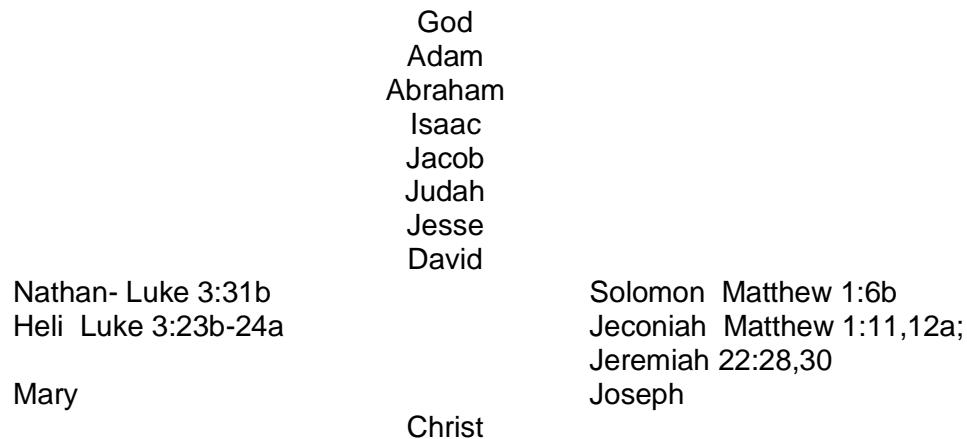 God
Adam
Abraham
Isaac
Jacob
Judah
Jesse
David
Nathan- Luke 3:31b Solomon Matthew 1:6b
Heli Luke 3:23b-24a Jeconiah Matthew 1:11,12a;
Jeremiah 22:28,30
Mary Joseph
Christ